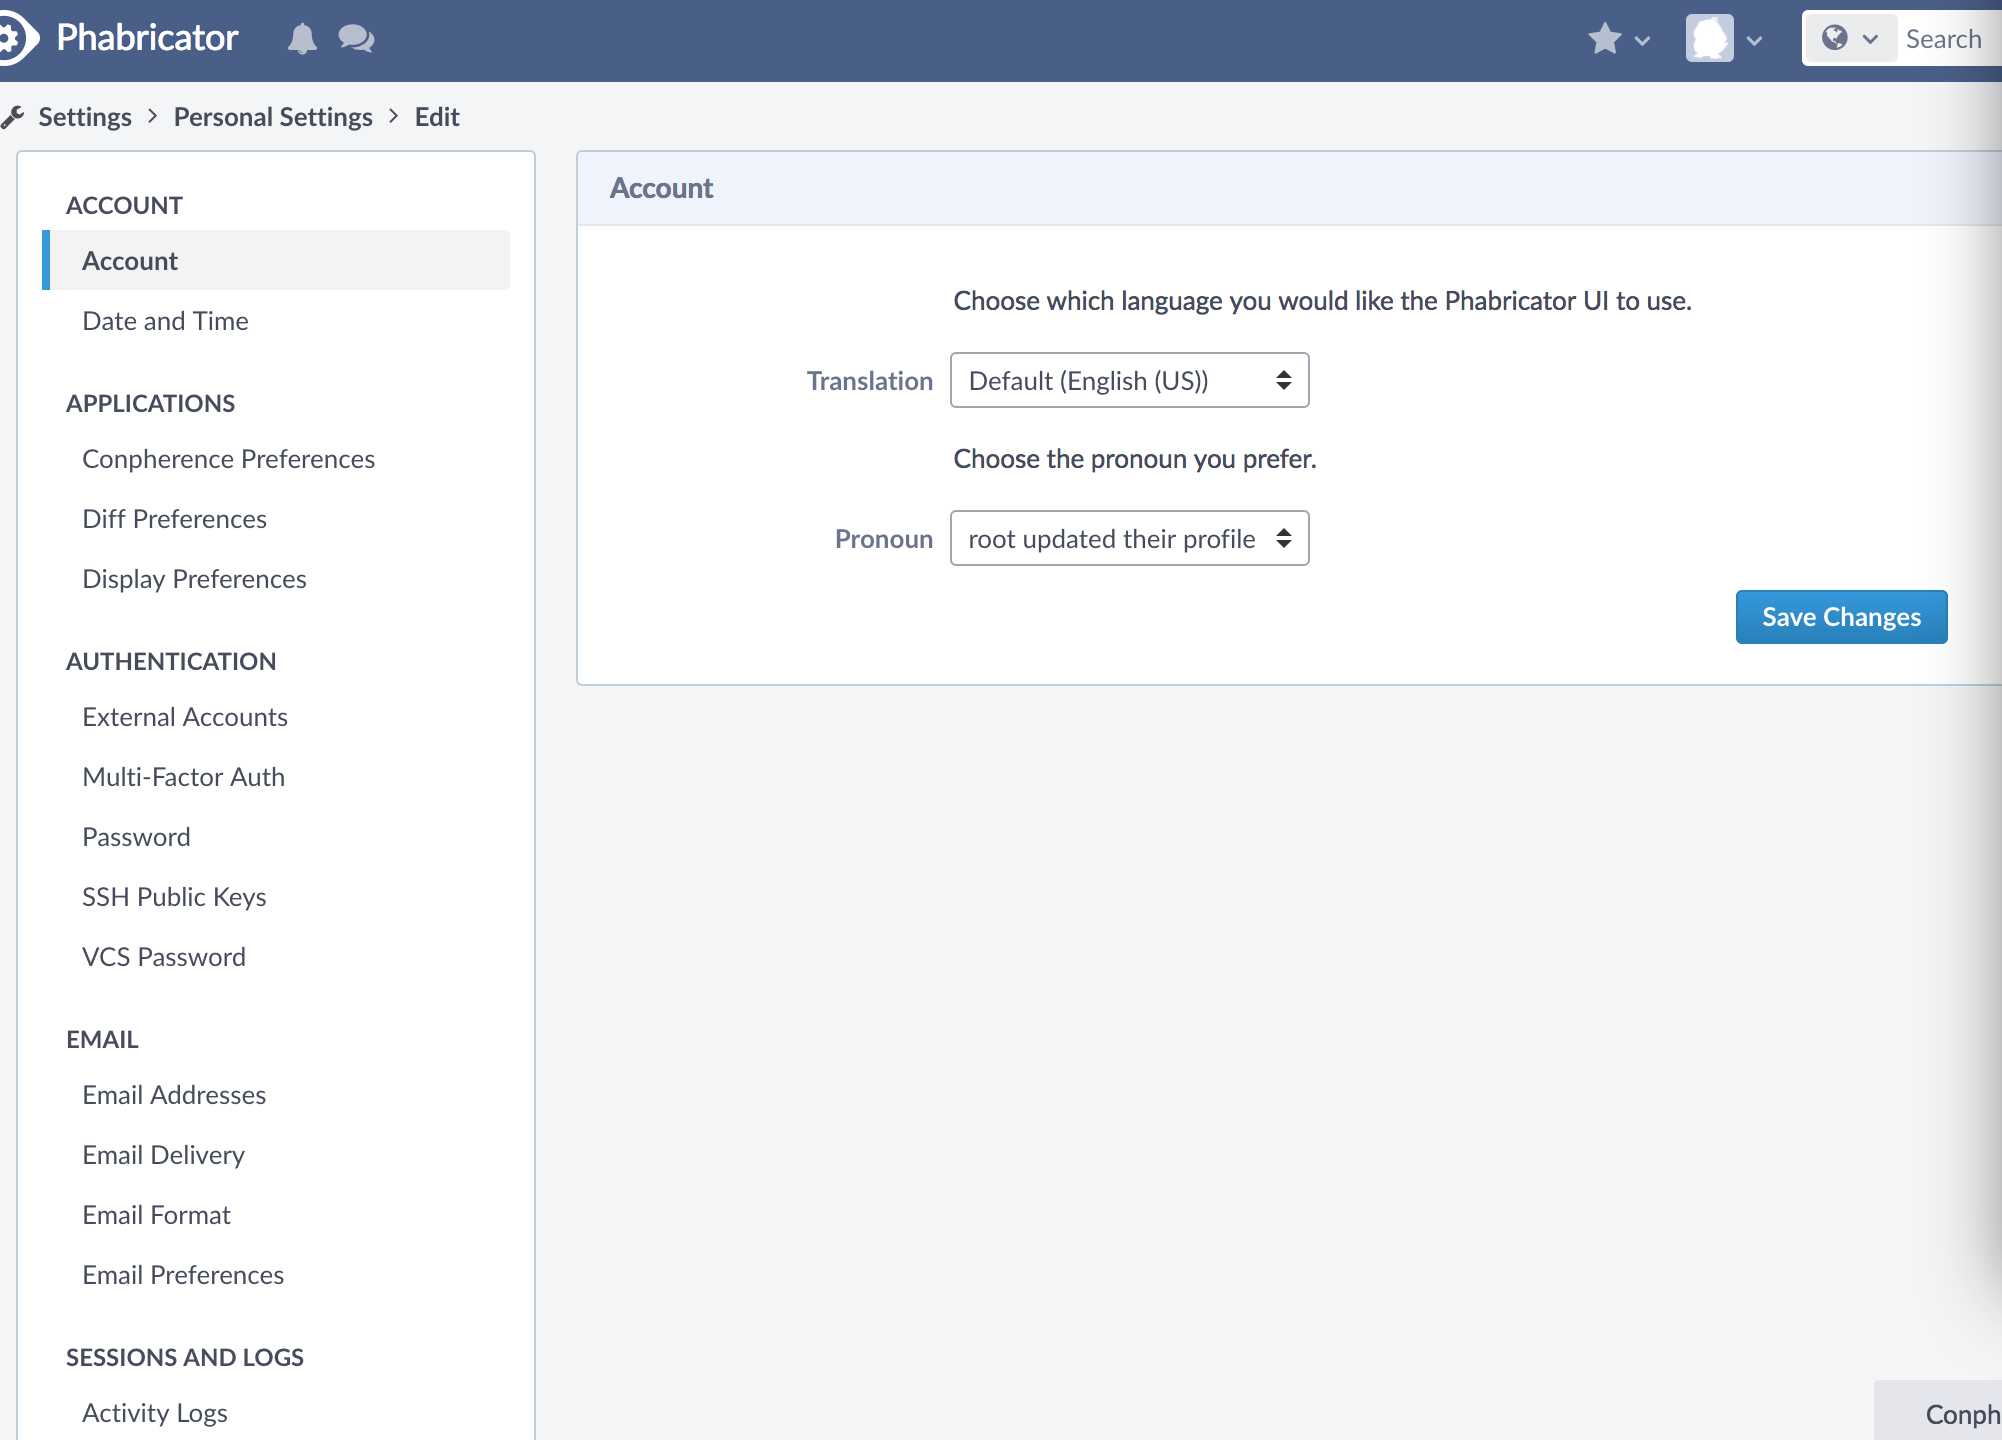 Phabricator
Search
Settings > Personal Settings > Edit
ACCOUNT
Account
Date and Time
APPLICATIONS
Conpherence Preferences
Diff Preferences
Display Preferences
AUTHENTICATION
External Accounts
Multi-Factor Auth
Password
SSH Public Keys
VCS Password
EMAIL
Email Addresses
Email Delivery
Email Format
Email Preferences
SESSIONS AND LOGS
Activity Logs
Account
Choose which language you would like the Phabricator UI to use.
Translation Default (English (US))
Choose the pronoun you prefer.
Pronoun root updated their profile
Save Changes
Conph